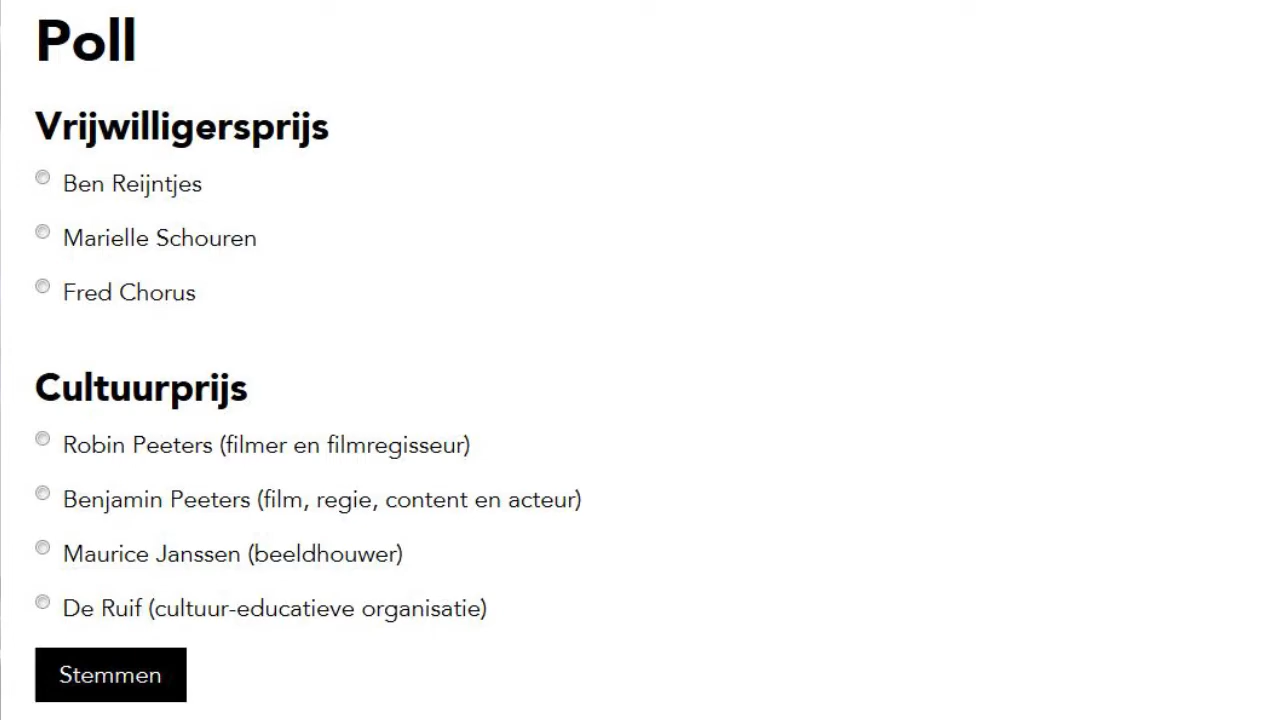 Poll
Vrijwilligersprijs
Ben Reijntjes
Marielle Schouren
Fred Chorus
Cultuurprijs
Robin Peeters (filmer en filmregisseur)
Benjamin Peeters (film, regie, content en acteur)
Maurice Janssen (beeldhouwer)
De Ruif (cultuur-educatieve organisatie)
Stemmen